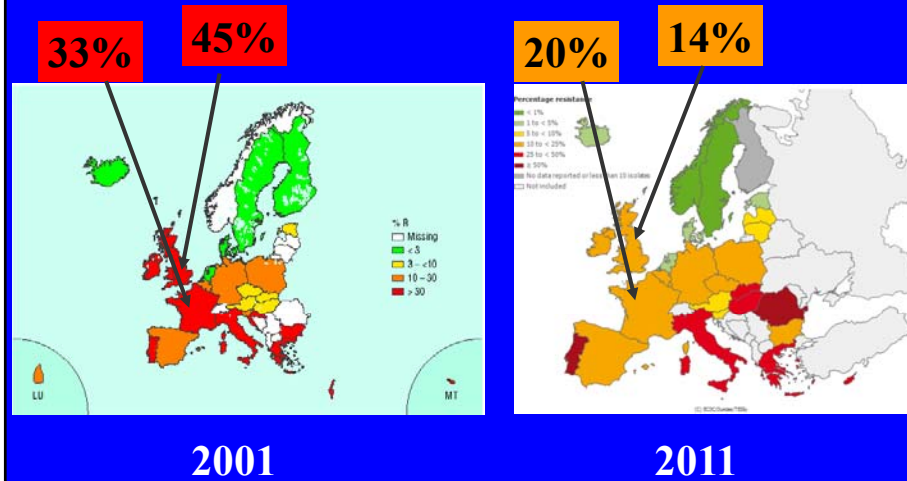 33%
45%
20%
14%
% R
Missing
< 3
3 – <10
10 – 30
> 30
LU
MT
Percentage resistance
< 1%
1 to < 5%
5 to < 10%
10 to < 25%
25 to < 50%
≥ 50%
No data reported or less than 10 isolates
Not included
2001
2011